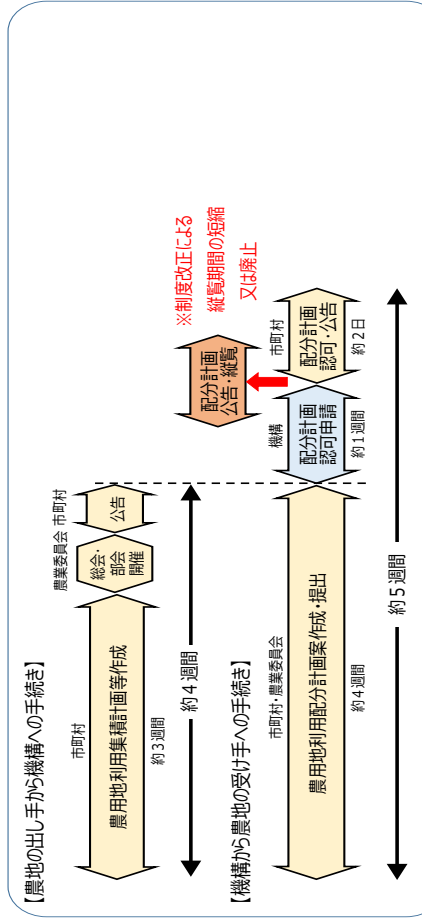 【農地の出し手から機構への手続き】
市町村
農業委員会
市町村
農用地利用集積計画等作成
総会・
部会
開催
公告
約3週間
約4週間
※制度改正による
縦覧期間の短縮
又は廃止
配分計画
公告・縦覧
【機構から農地の受け手への手続き】
市町村・農業委員会
機構
市町村
農用地利用配分計画案作成・提出
配分計画
認可申請
配分計画
認可・公告
約4週間
約1週間
約2日
約5週間